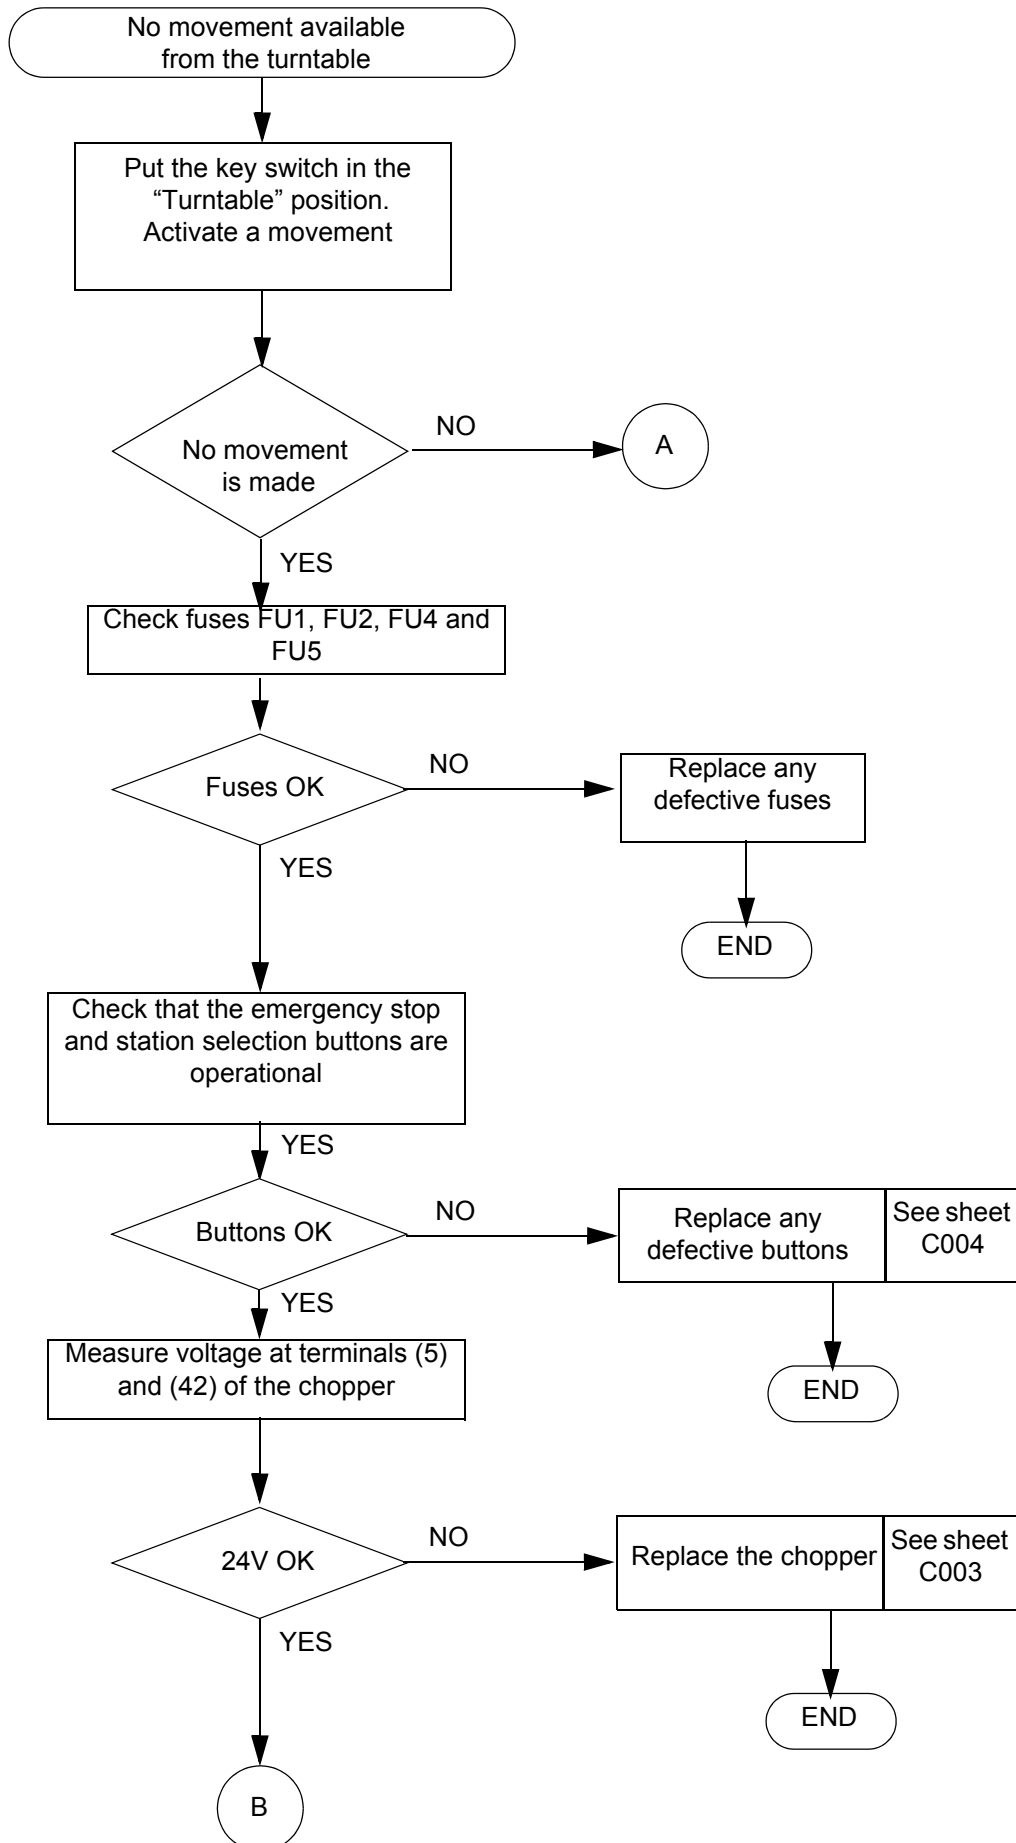 No movement available
from the turntable
Put the key switch in the
“Turntable” position.
Activate a movement
No movement
is made
NO
A
YES
Check fuses FU1, FU2, FU4 and
FU5
Fuses OK
NO
Replace any
defective fuses
END
YES
Check that the emergency stop
and station selection buttons are
operational
YES
Buttons OK
NO
Replace any
defective buttons
See sheet
C004
END
YES
Measure voltage at terminals (5)
and (42) of the chopper
24V OK
NO
Replace the chopper
See sheet
C003
END
YES
B